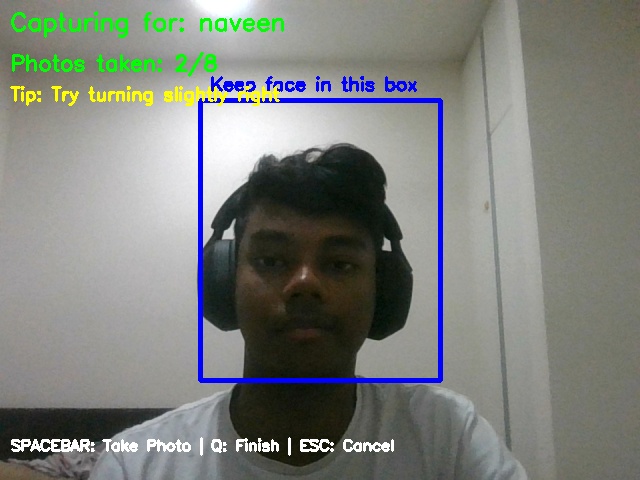 Capturing for: naveen
Photos taken: 2/8
Keep face in this box
Tip: Try turning slightly right
SPACEBAR: Take Photo | Q: Finish | ESC: Cancel